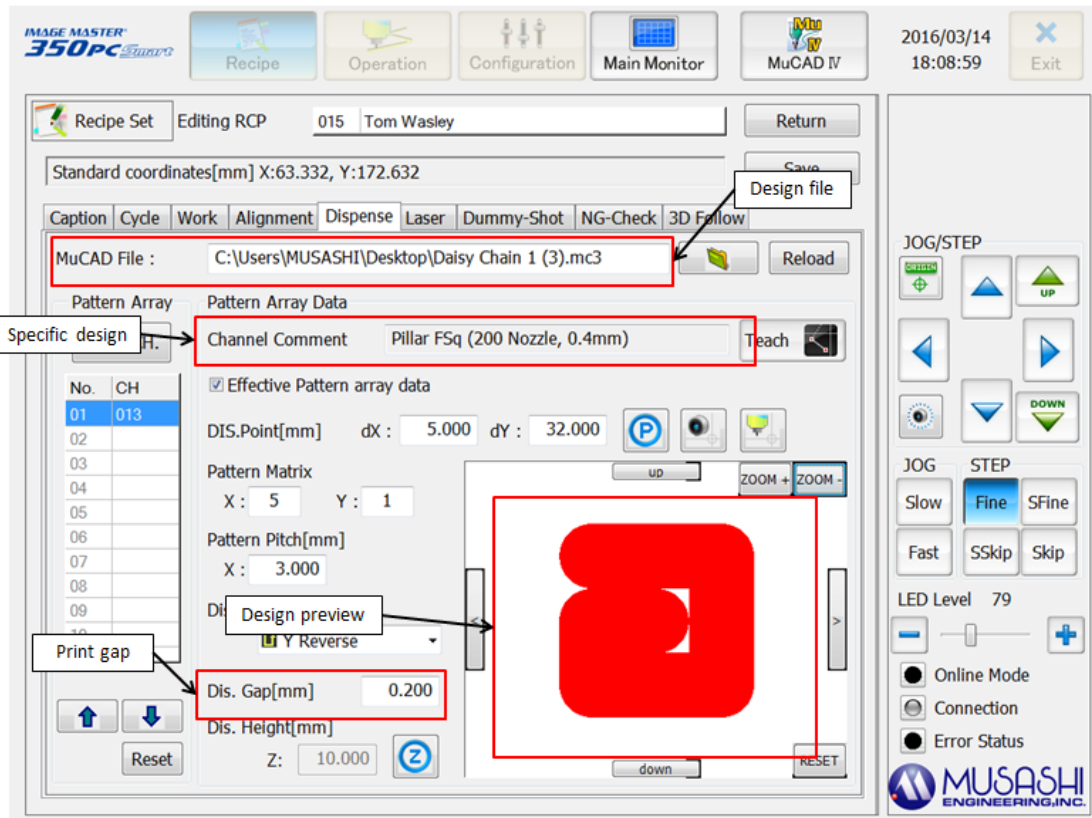 IMAGE MASTER
350PC Smart
Recipe
Operation
Configuration
Main Monitor
MuCAD Ⅳ
2016/03/14
18:08:59
Exit
Recipe Set
Editing RCP
015 Tom Wasley
Return
Standard coordinates[mm] X:63.332, Y:172.632
Save
Design file
Caption Cycle Work Alignment Dispense Laser Dummy-Shot NG-Check 3D Follow
MuCAD File :
C:\Users\MUSASHI\Desktop\Daisy Chain 1 (3).mc3
Reload
Pattern Array
Pattern Array Data
Specific design
H.
Channel Comment
Pillar FSq (200 Nozzle, 0.4mm)
Teach
No. CH
Effective Pattern array data
01 013
02
03
04
05
06
07
08
09
DIS.Point[mm] dX : 5.000 dY : 32.000
P
Pattern Matrix
X : 5 Y : 1
Pattern Pitch[mm]
X : 3.000
up
ZOOM + ZOOM -
<
>
Design preview
Y Reverse
Print gap
Dis. Gap[mm] 0.200
Dis. Height[mm]
Z: 10.000
Z
Reset
down
RESET
JOG/STEP
ORIGIN
UP
DOWN
JOG STEP
Slow Fine SFine
Fast SSkip Skip
LED Level 79
Online Mode
Connection
Error Status
MUSASHI
ENGINEERING,INC.